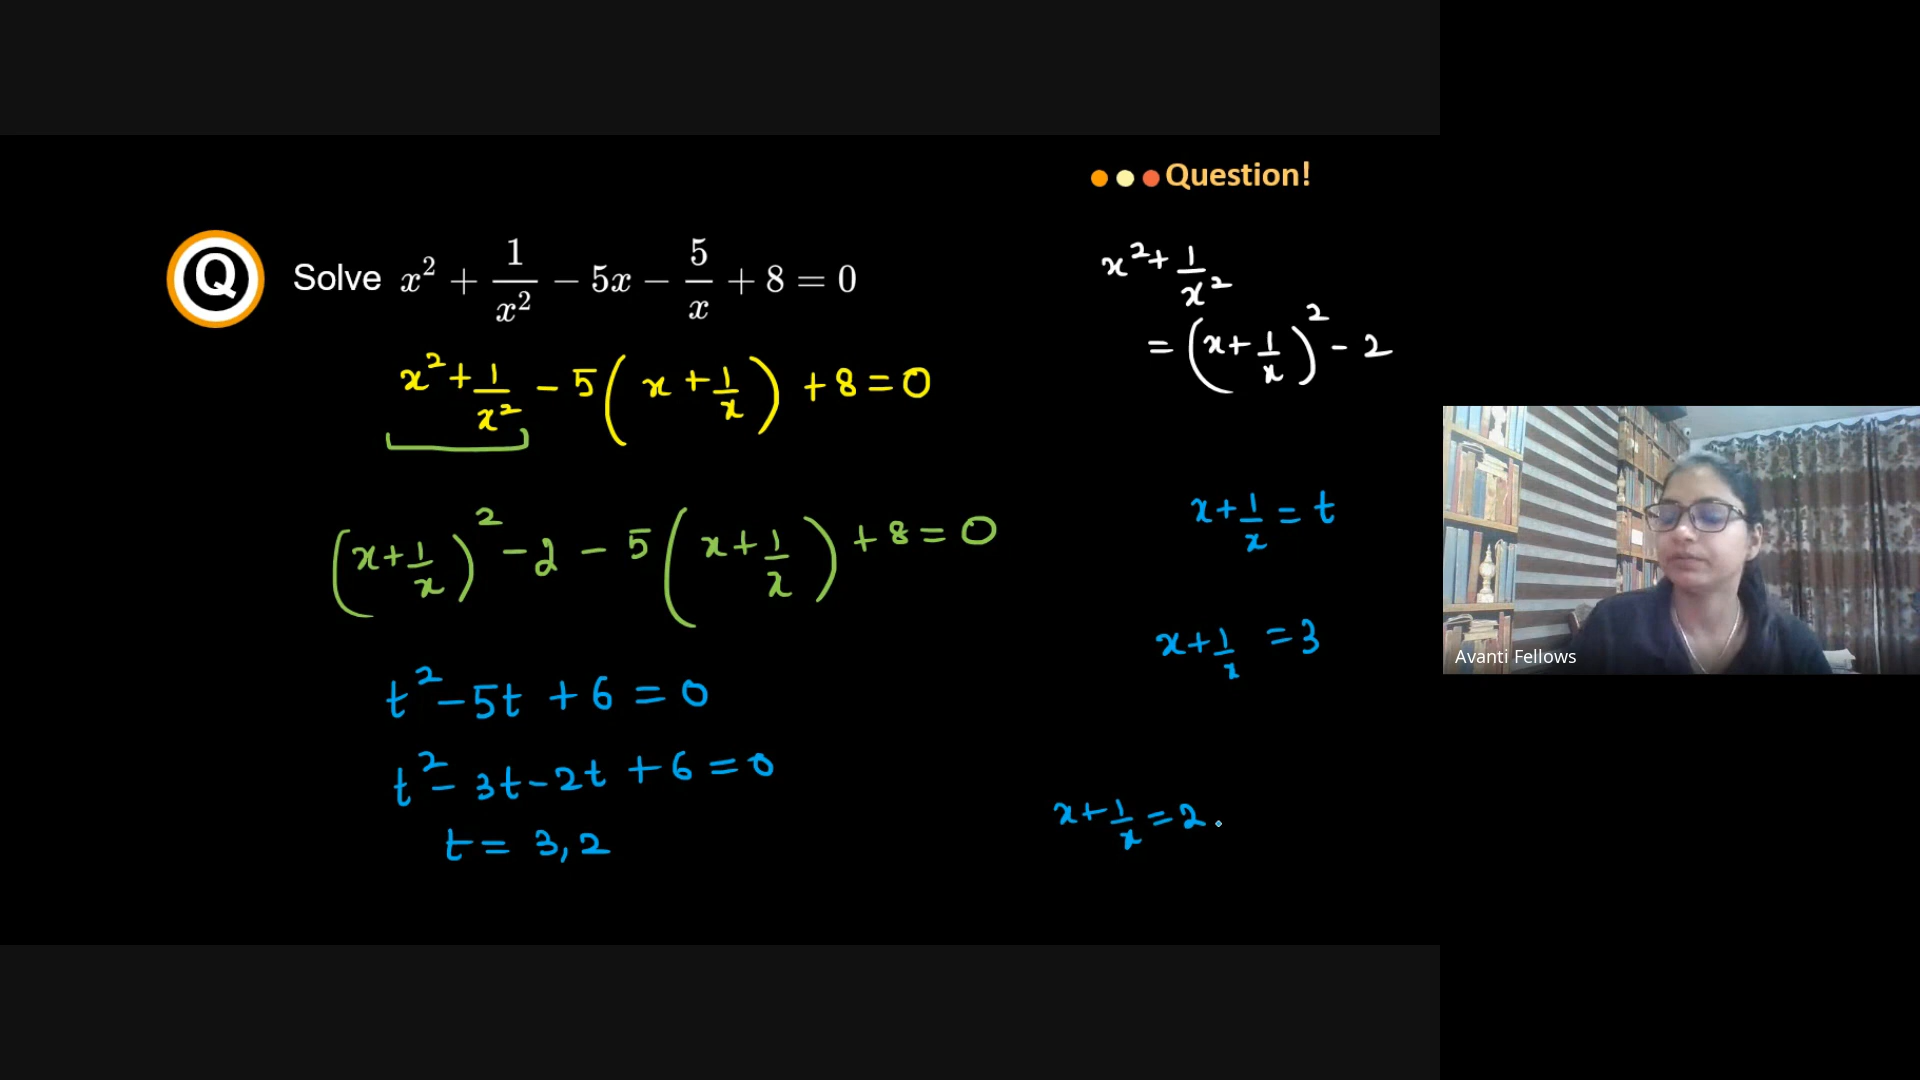 Question!
Q Solve x² + 1/x² − 5x − 5/x + 8 = 0
x² + 1/x² − 5(x + 1/x) + 8 = 0
(x + 1/x)² − 2 − 5(x + 1/x) + 8 = 0
t² − 5t + 6 = 0
t² − 3t − 2t + 6 = 0
t = 3, 2
x² + 1/x²
= (x + 1/x)² − 2
x + 1/x = t
x + 1/x = 3
x + 1/x = 2
Avanti Fellows